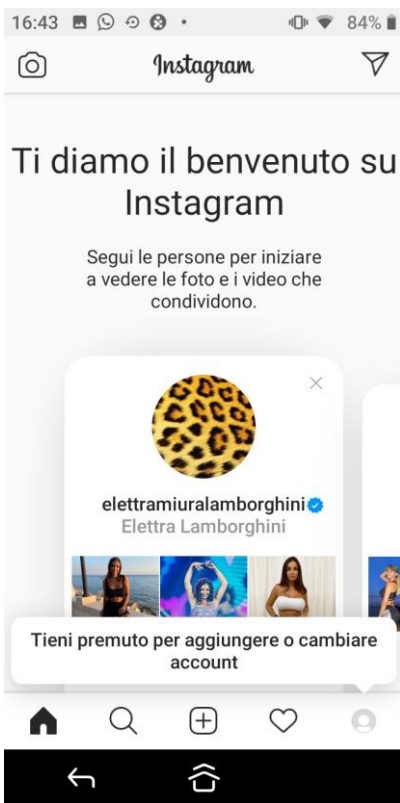 16:43
84%
Instagram
Ti diamo il benvenuto su
Instagram
Segui le persone per iniziare
a vedere le foto e i video che
condividono.
elettramiuralamborghini
Elettra Lamborghini
Tieni premuto per aggiungere o cambiare
account